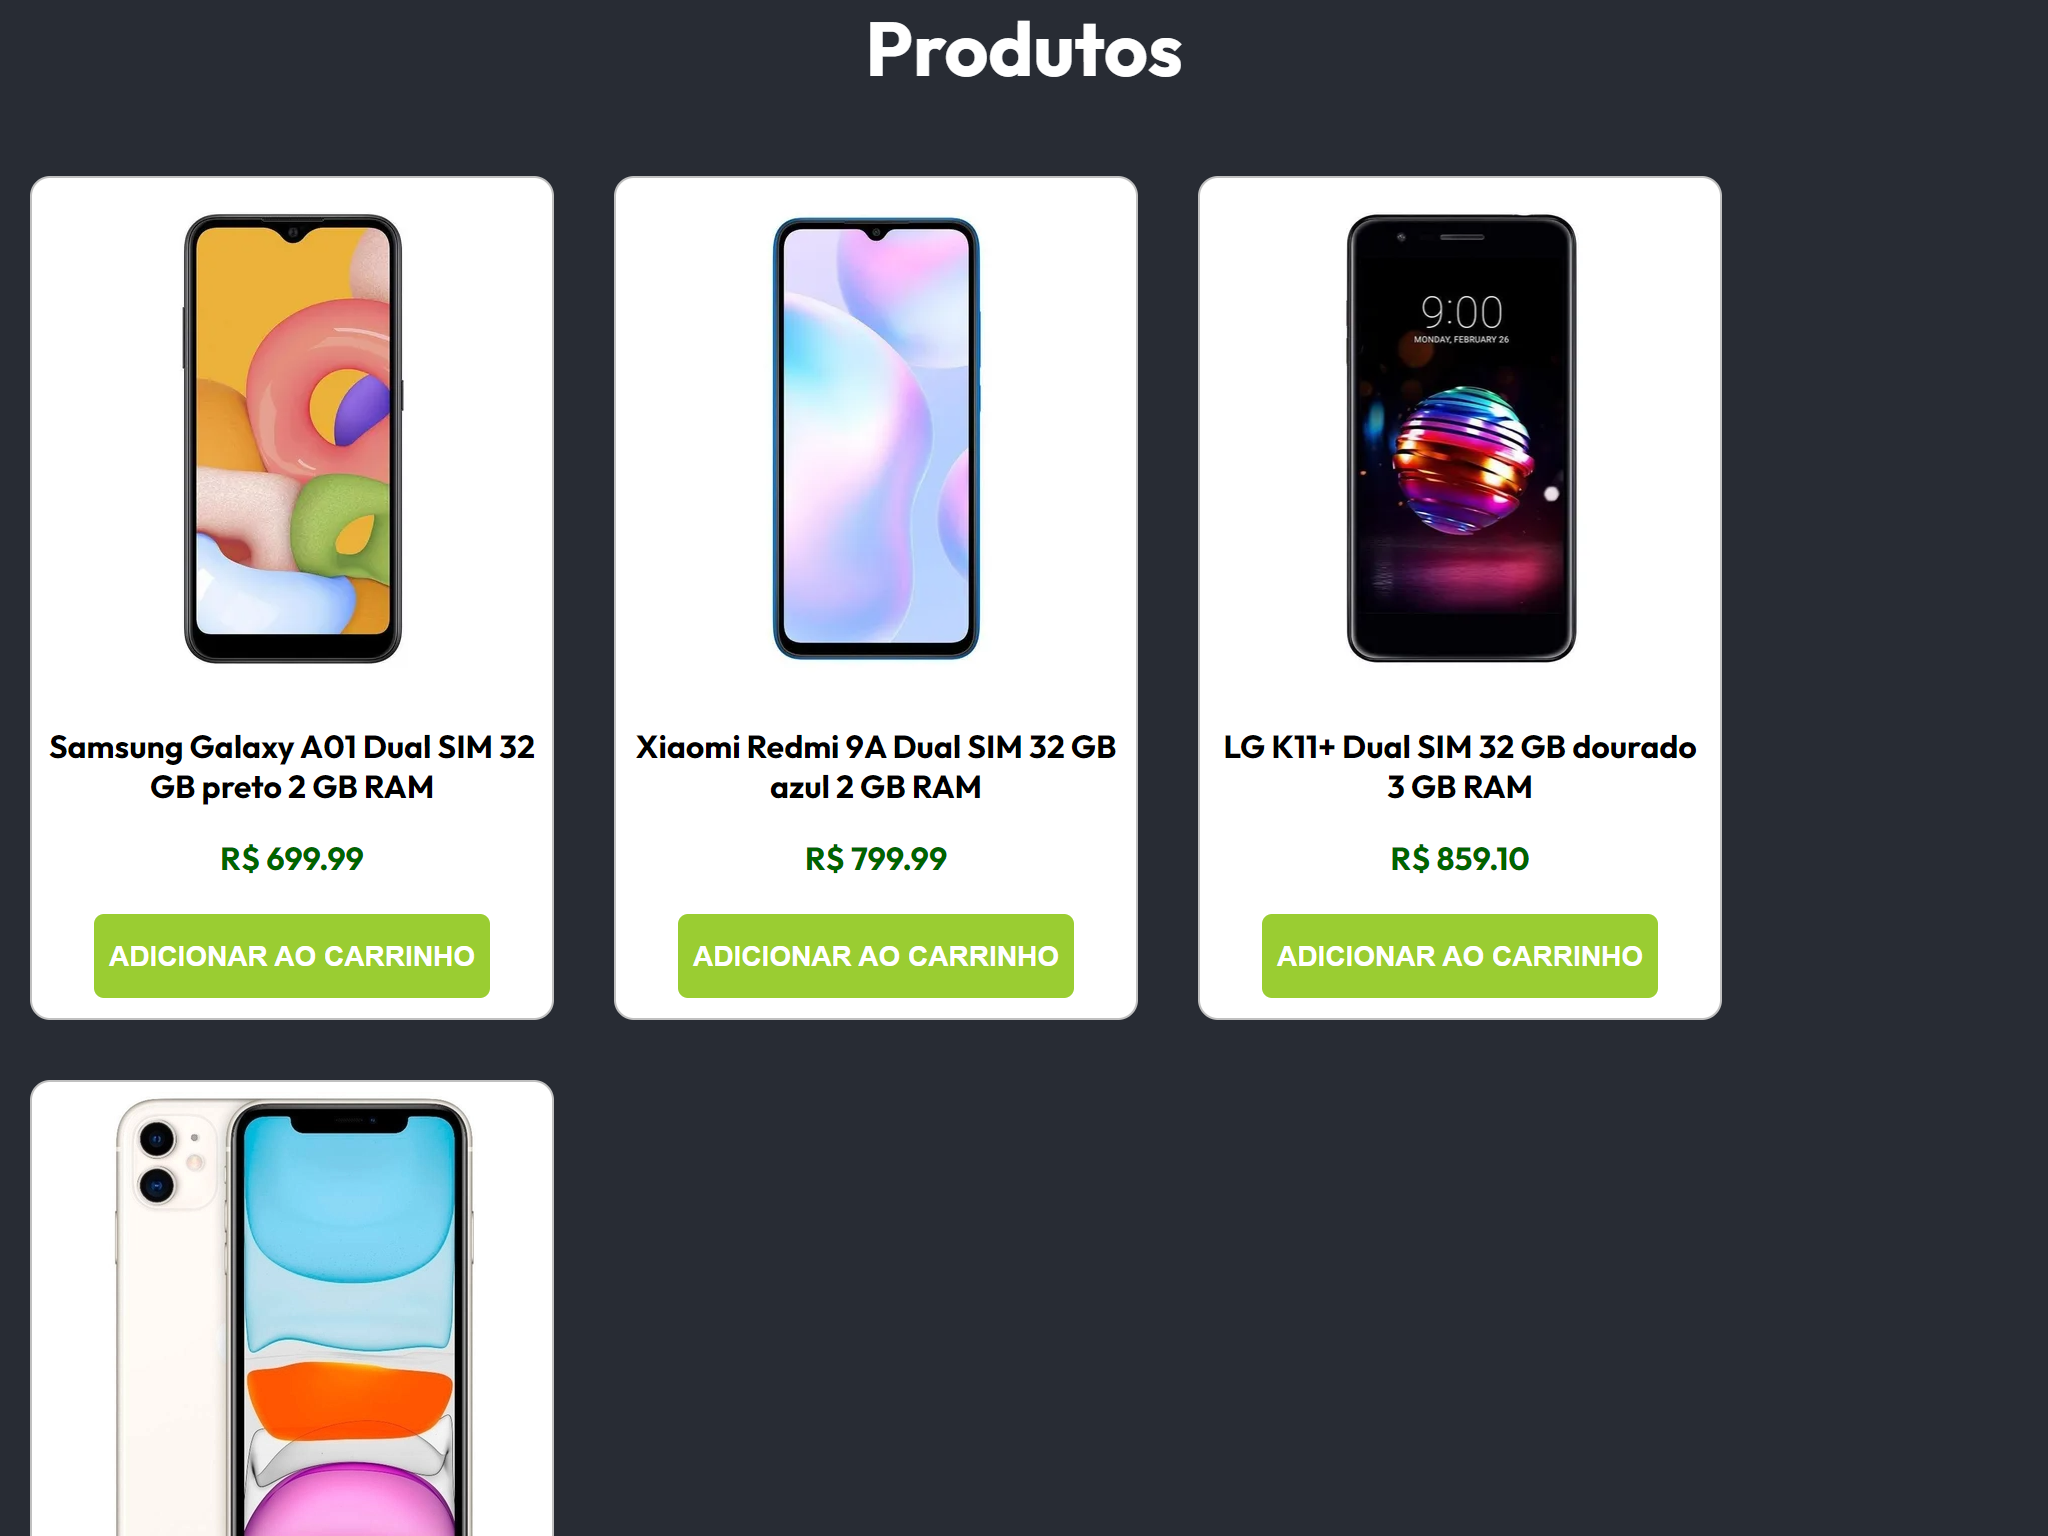 Produtos
Samsung Galaxy A01 Dual SIM 32
GB preto 2 GB RAM
R$ 699.99
ADICIONAR AO CARRINHO
Xiaomi Redmi 9A Dual SIM 32 GB
azul 2 GB RAM
R$ 799.99
ADICIONAR AO CARRINHO
9:00
MONDAY, FEBRUARY 26
LG K11+ Dual SIM 32 GB dourado
3 GB RAM
R$ 859.10
ADICIONAR AO CARRINHO